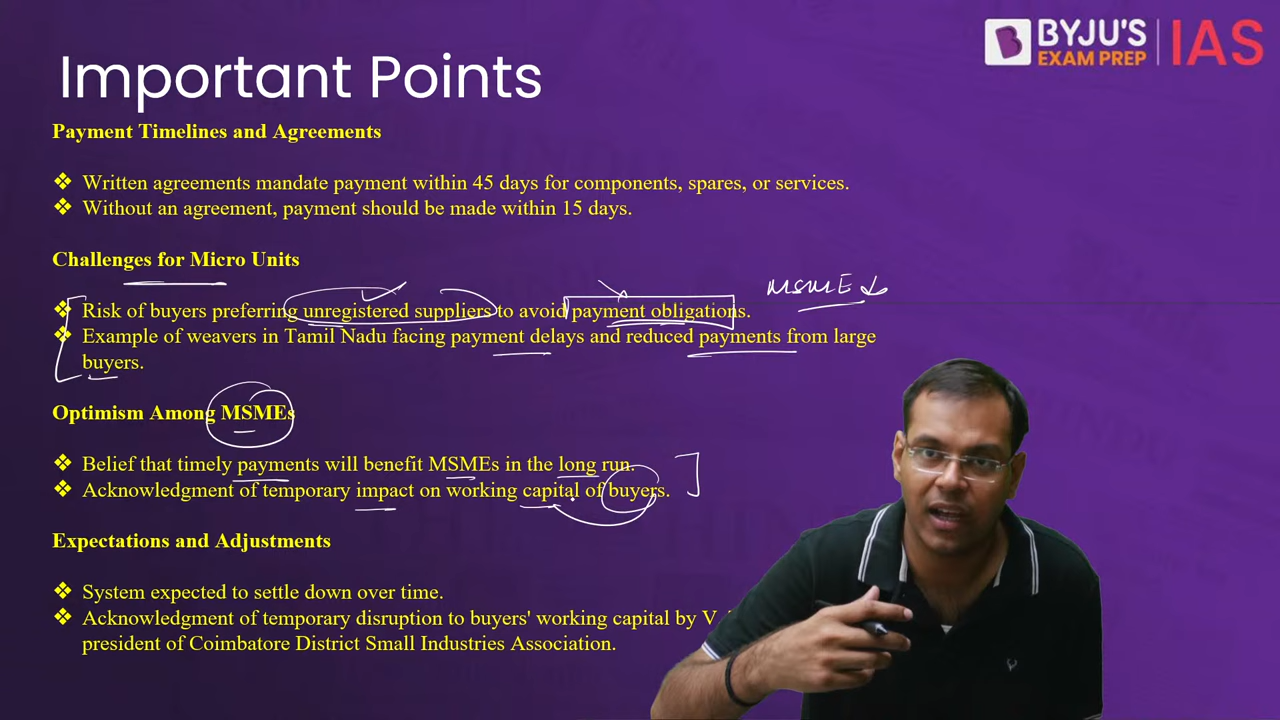 BYJU'S
EXAM PREP
IAS
Important Points
Payment Timelines and Agreements
❖ Written agreements mandate payment within 45 days for components, spares, or services.
❖ Without an agreement, payment should be made within 15 days.
Challenges for Micro Units
MSME
❖ Risk of buyers preferring unregistered suppliers to avoid payment obligations.
❖ Example of weavers in Tamil Nadu facing payment delays and reduced payments from large
buyers.
Optimism Among MSMEs
❖ Belief that timely payments will benefit MSMEs in the long run.
❖ Acknowledgment of temporary impact on working capital of buyers.
Expectations and Adjustments
❖ System expected to settle down over time.
❖ Acknowledgment of temporary disruption to buyers' working capital by V
president of Coimbatore District Small Industries Association.